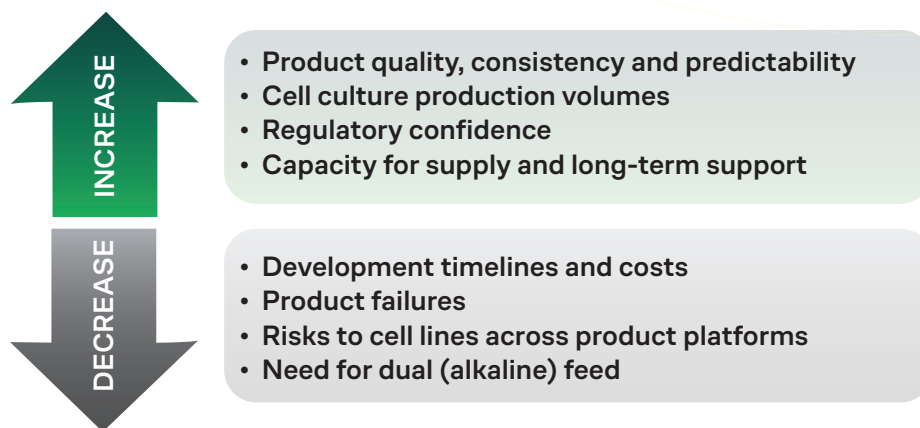 INCREASE
• Product quality, consistency and predictability
• Cell culture production volumes
• Regulatory confidence
• Capacity for supply and long-term support
DECREASE
• Development timelines and costs
• Product failures
• Risks to cell lines across product platforms
• Need for dual (alkaline) feed